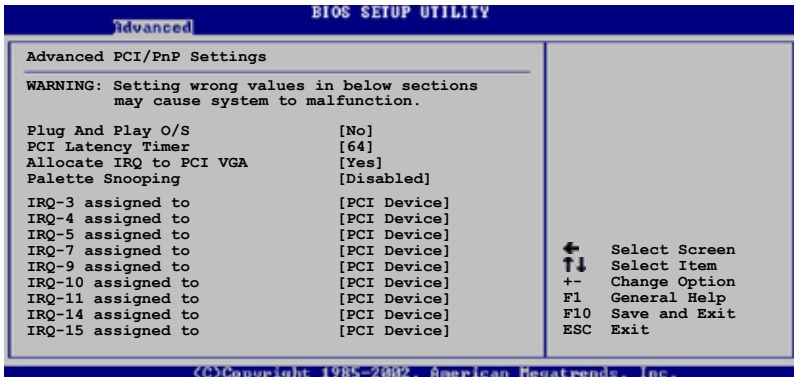 BIOS SETUP UTILITY
Advanced
Advanced PCI/PnP Settings
WARNING: Setting wrong values in below sections
may cause system to malfunction.
Plug And Play O/S [No]
PCI Latency Timer [64]
Allocate IRQ to PCI VGA [Yes]
Palette Snooping [Disabled]
IRQ-3 assigned to [PCI Device]
IRQ-4 assigned to [PCI Device]
IRQ-5 assigned to [PCI Device]
IRQ-7 assigned to [PCI Device]
IRQ-9 assigned to [PCI Device]
IRQ-10 assigned to [PCI Device]
IRQ-11 assigned to [PCI Device]
IRQ-14 assigned to [PCI Device]
IRQ-15 assigned to [PCI Device]
← Select Screen
↑↓ Select Item
+- Change Option
F1 General Help
F10 Save and Exit
ESC Exit
(C)Copyright 1985-2002, American Megatrends, Inc.